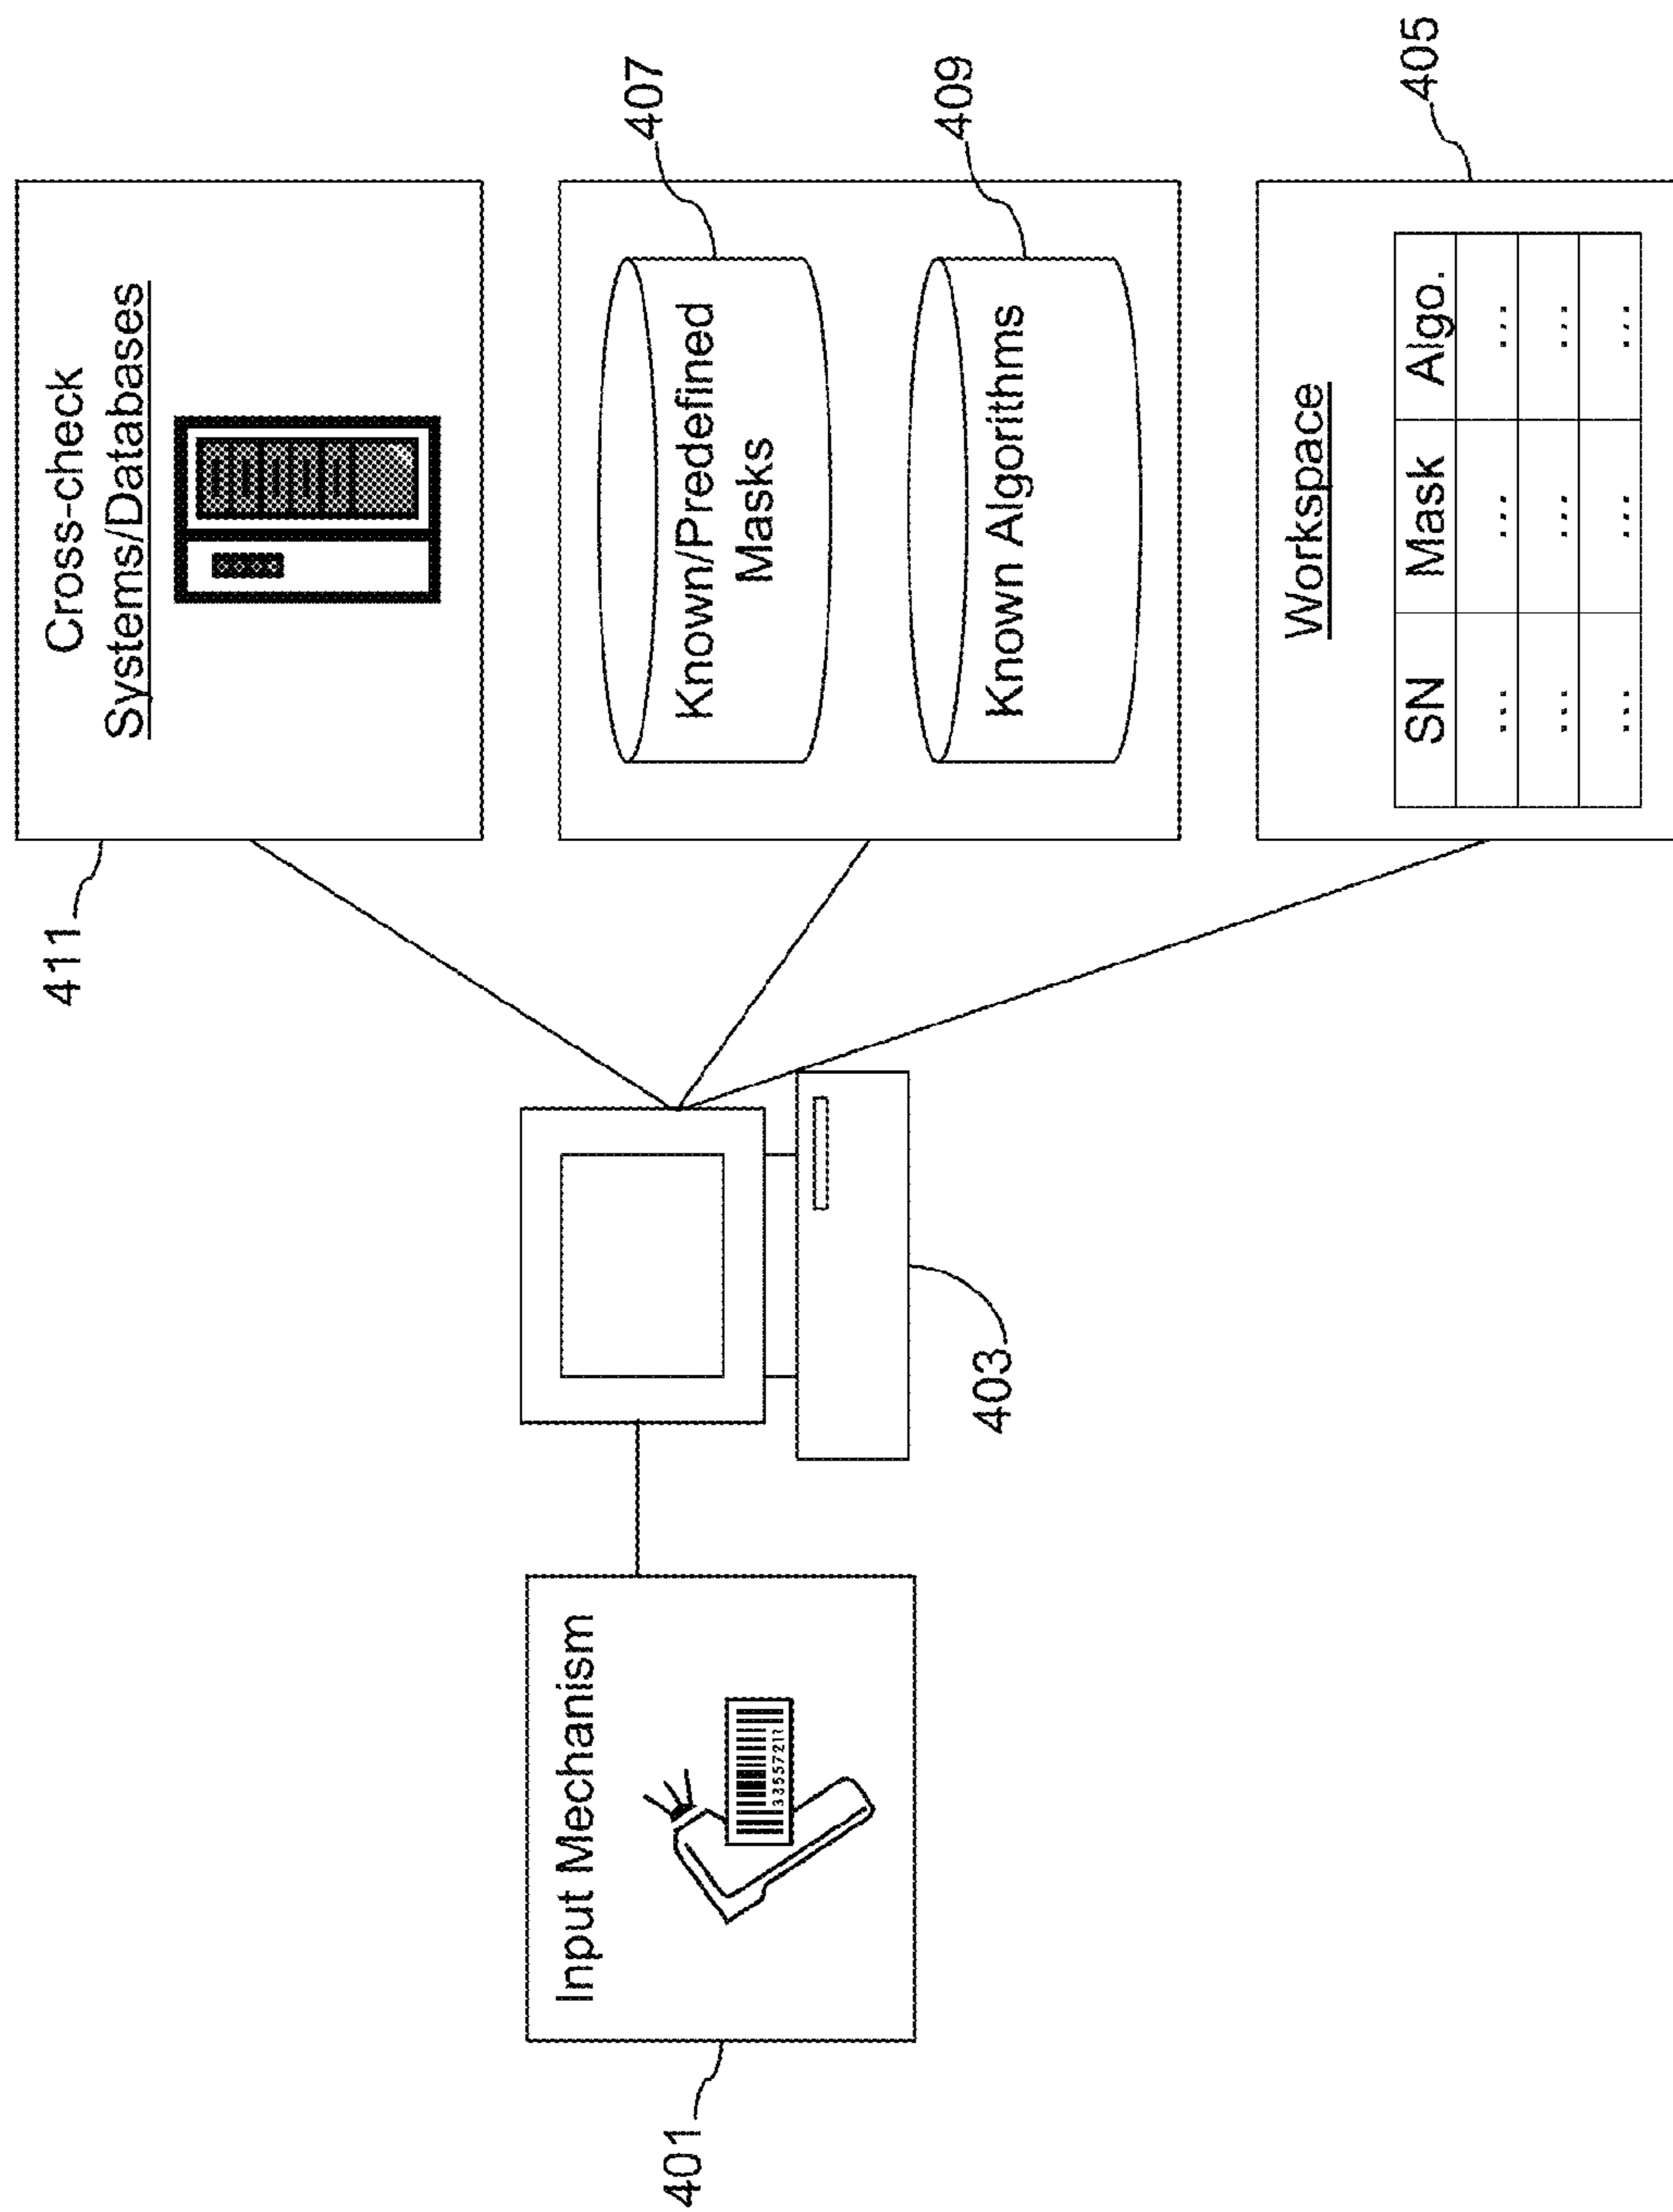 411
Cross-check
Systems/Databases
407
Known/Predefined
Masks
409
Known Algorithms
405
Workspace
SN Mask Algo.
... ... ...
... ... ...
... ... ...
403
401
Input Mechanism